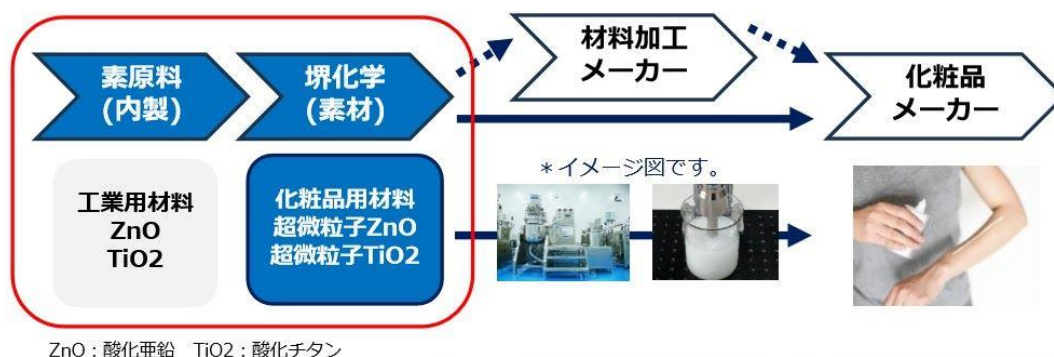 素原料
(内製)
堺化学
(素材)
材料加工
メーカー
化粧品
メーカー
工業用材料
ZnO
TiO2
化粧品用材料
超微粒子ZnO
超微粒子TiO2
＊イメージ図です。
ZnO：酸化亜鉛　TiO2：酸化チタン